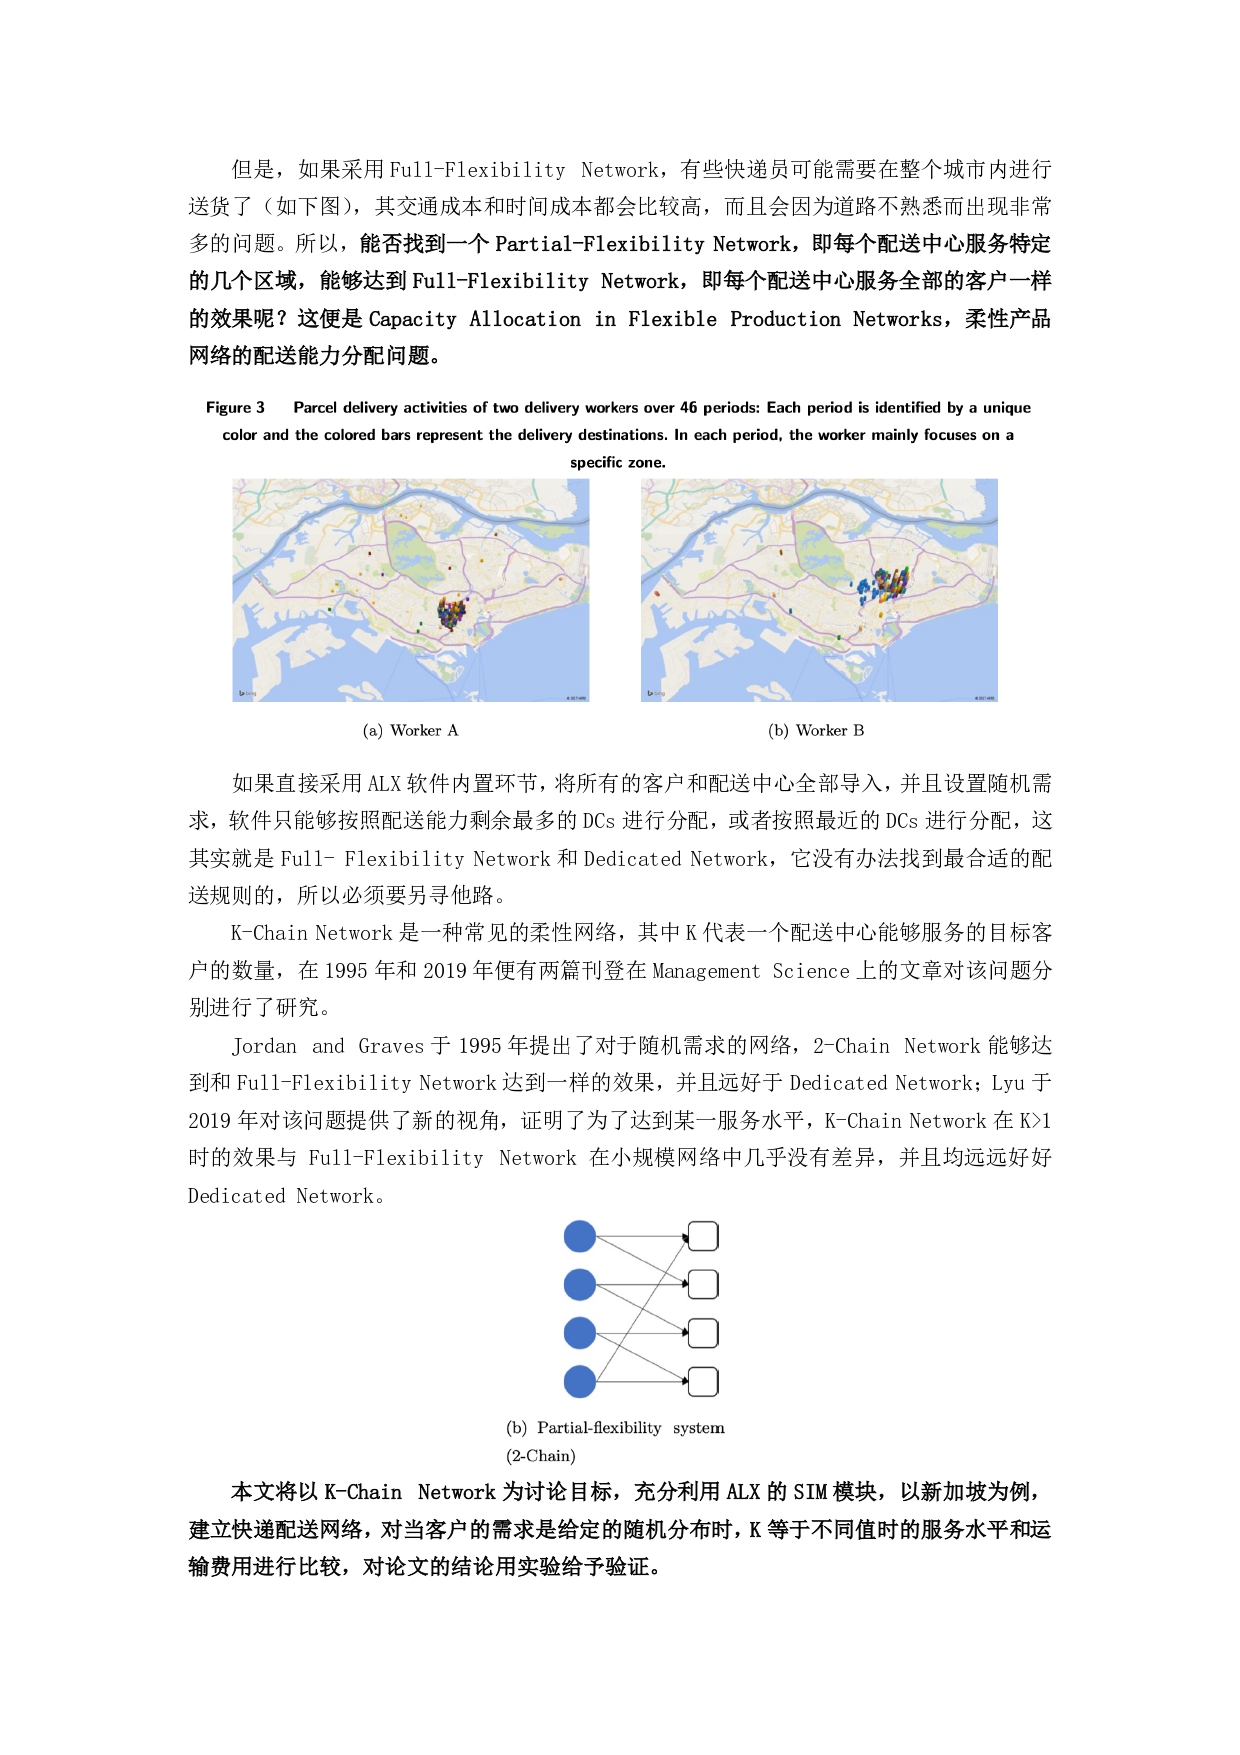 但是，如果采用 Full-Flexibility Network，有些快递员可能需要在整个城市内进行
送货了（如下图），其交通成本和时间成本都会比较高，而且会因为道路不熟悉而出现非常
多的问题。所以，能否找到一个 Partial-Flexibility Network，即每个配送中心服务特定
的几个区域，能够达到 Full-Flexibility Network，即每个配送中心服务全部的客户一样
的效果呢？这便是 Capacity Allocation in Flexible Production Networks，柔性产品
网络的配送能力分配问题。
Figure 3 Parcel delivery activities of two delivery workers over 46 periods: Each period is identified by a unique
color and the colored bars represent the delivery destinations. In each period, the worker mainly focuses on a
specific zone.
(a) Worker A
(b) Worker B
如果直接采用 ALX 软件内置环节，将所有的客户和配送中心全部导入，并且设置随机需
求，软件只能够按照配送能力剩余最多的 DCs 进行分配，或者按照最近的 DCs 进行分配，这
其实就是 Full- Flexibility Network 和 Dedicated Network，它没有办法找到最合适的配
送规则的，所以必须要另寻他路。
K-Chain Network 是一种常见的柔性网络，其中 K 代表一个配送中心能够服务的目标客
户的数量，在 1995 年和 2019 年便有两篇刊登在 Management Science 上的文章对该问题分
别进行了研究。
Jordan and Graves 于 1995 年提出了对于随机需求的网络，2-Chain Network 能够达
到和 Full-Flexibility Network 达到一样的效果，并且远好于 Dedicated Network；Lyu 于
2019 年对该问题提供了新的视角，证明了为了达到某一服务水平，K-Chain Network 在 K>1
时的效果与 Full-Flexibility Network 在小规模网络中几乎没有差异，并且均远远好好
Dedicated Network。
(b) Partial-flexibility system
(2-Chain)
本文将以 K-Chain Network 为讨论目标，充分利用 ALX 的 SIM 模块，以新加坡为例，
建立快递配送网络，对当客户的需求是给定的随机分布时，K 等于不同值时的服务水平和运
输费用进行比较，对论文的结论用实验给予验证。